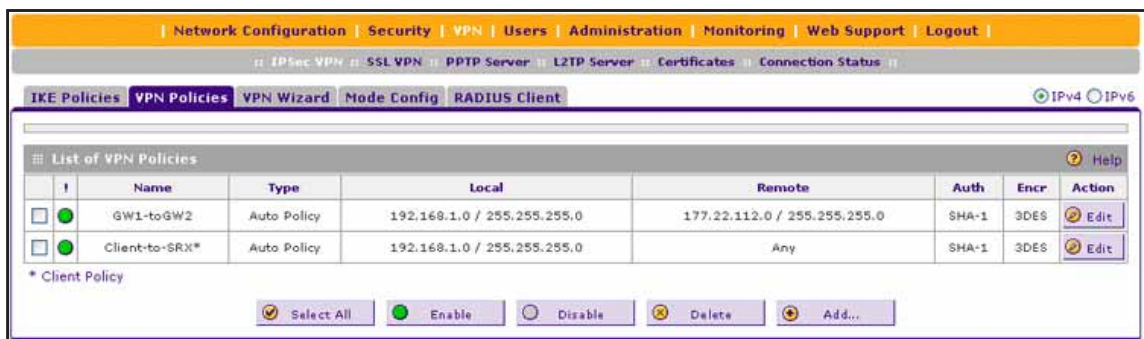 Network Configuration | Security | VPN | Users | Administration | Monitoring | Web Support | Logout
:: IPSec VPN :: SSL VPN :: PPTP Server :: L2TP Server :: Certificates :: Connection Status ::
IKE Policies VPN Policies VPN Wizard Mode Config RADIUS Client IPv4 IPv6
List of VPN Policies Help
! Name Type Local Remote Auth Encr Action
GW1-toGW2 Auto Policy 192.168.1.0 / 255.255.255.0 177.22.112.0 / 255.255.255.0 SHA-1 3DES Edit
Client-to-SRX* Auto Policy 192.168.1.0 / 255.255.255.0 Any SHA-1 3DES Edit
* Client Policy
Select All Enable Disable Delete Add...